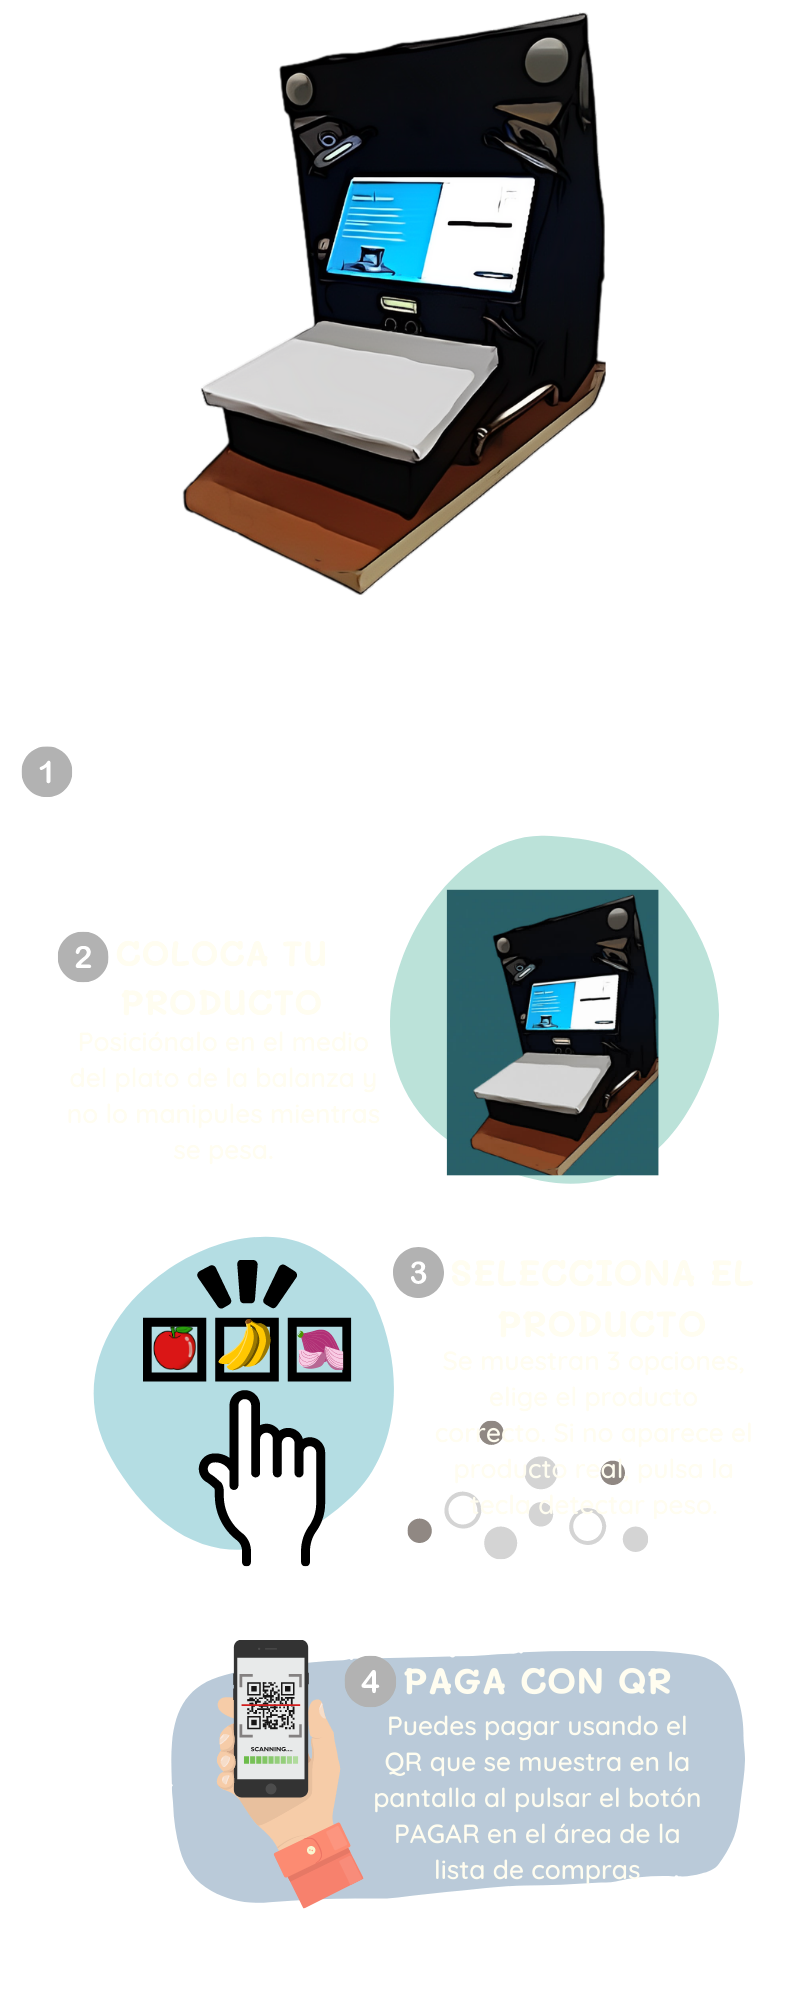 1
2 COLOCA TU
PRODUCTO
Posiciónala en el medio
del plato de la balanza y
no lo manipules mientras
se pesa.
3 SELECCIONA EL
PRODUCTO
Se muestran 3 opciones,
elige el producto
correcto. Si no aparece el
producto real, pulsa la
tecla detectar peso
SCANNING...
4 PAGA CON QR
Puedes pagar usando el
QR que se muestra en la
pantalla al pulsar el botón
PAGAR en el área de la
lista de compras